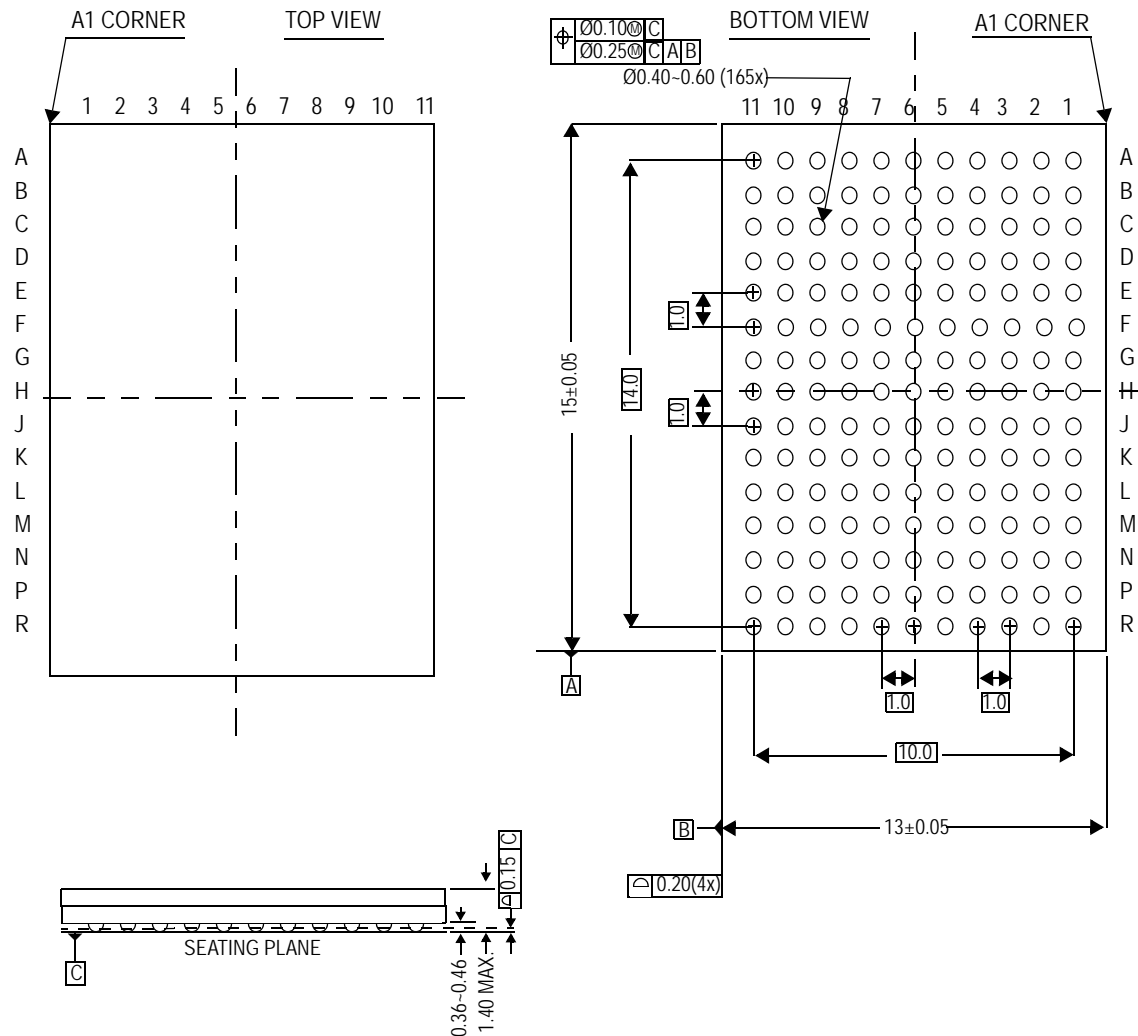 A1 CORNER
TOP VIEW
1 2 3 4 5 6 7 8 9 10 11
A
B
C
D
E
F
G
H
J
K
L
M
N
P
R
Ø0.10Ⓜ C
Ø0.25Ⓜ C A B
BOTTOM VIEW
A1 CORNER
Ø0.40~0.60 (165x)
11 10 9 8 7 6 5 4 3 2 1
A
B
C
D
E
F
G
H
J
K
L
M
N
P
R
15±0.05
14.0
1.0
1.0
A
1.0
1.0
10.0
B
13±0.05
0.20(4x)
0.15 C
SEATING PLANE
C
0.36~0.46
1.40 MAX.